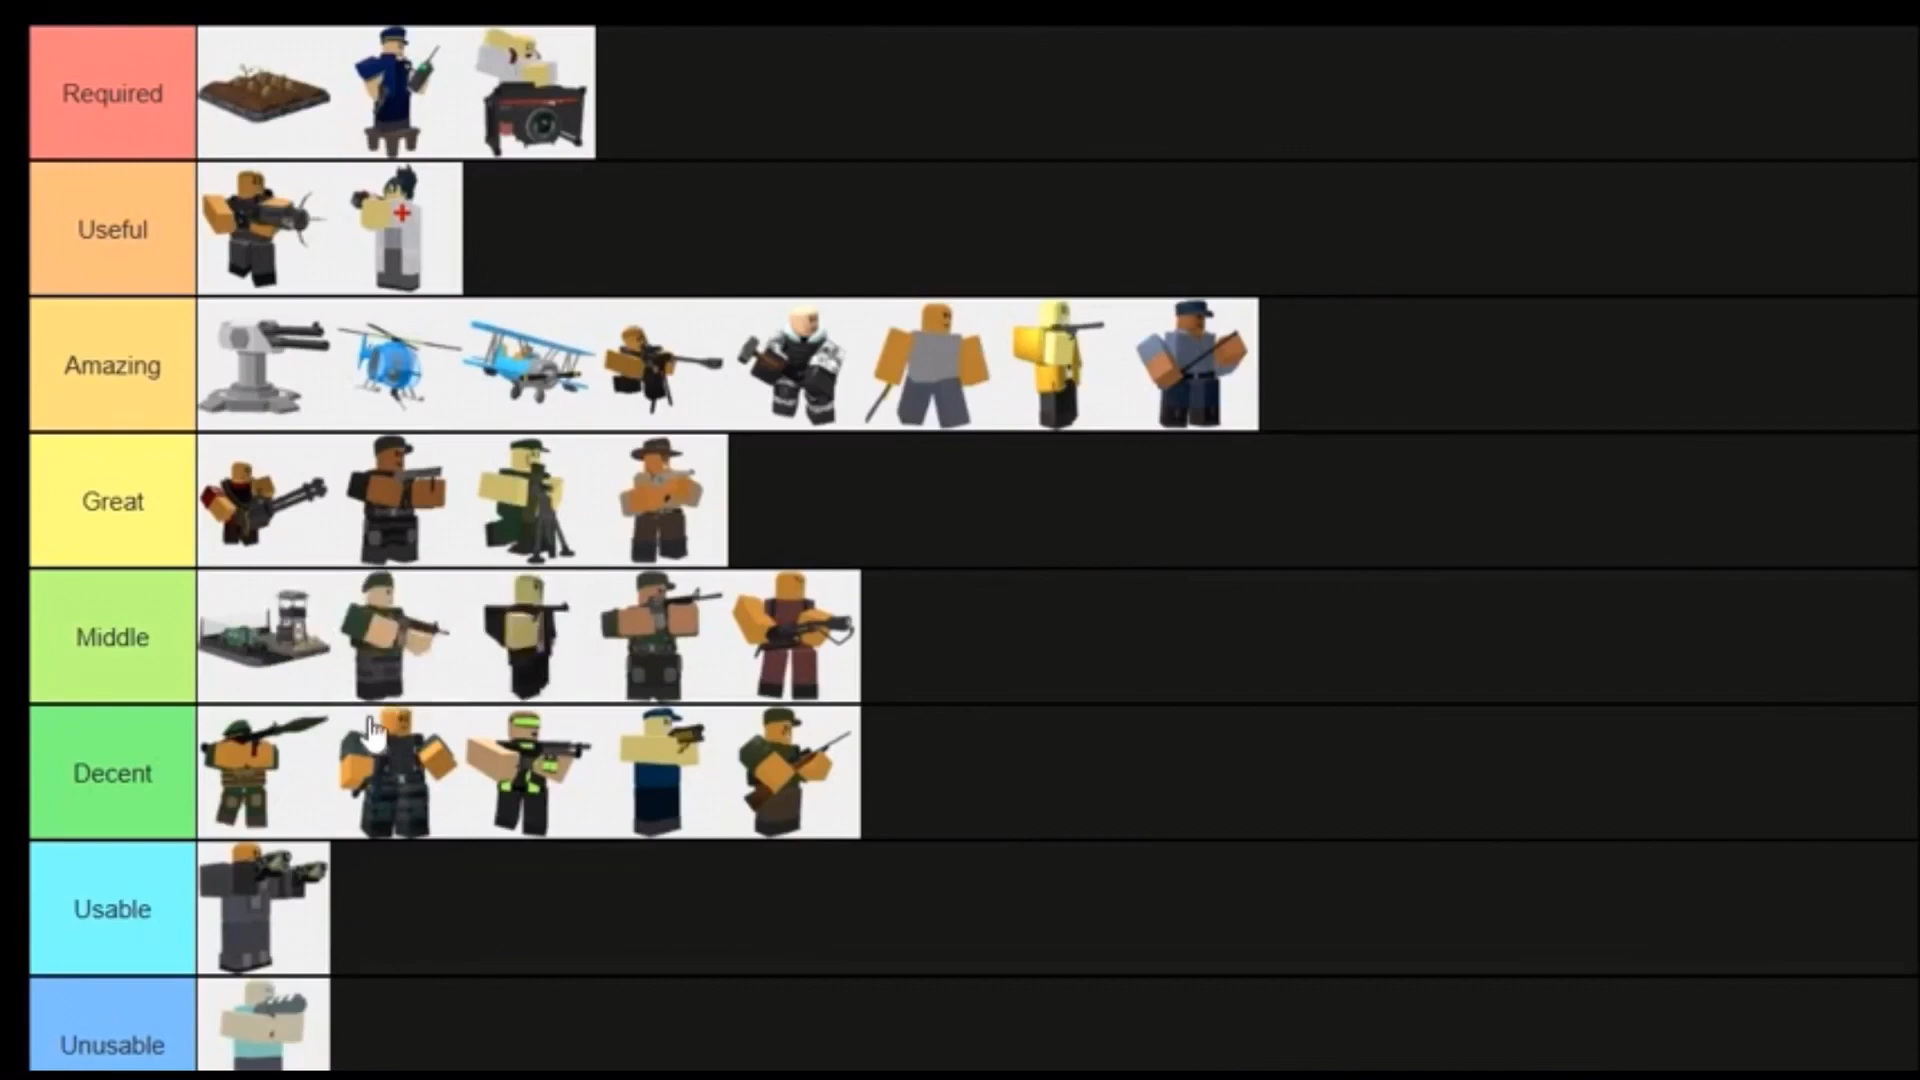 Required
Useful
Amazing
Great
Middle
Decent
Usable
Unusable